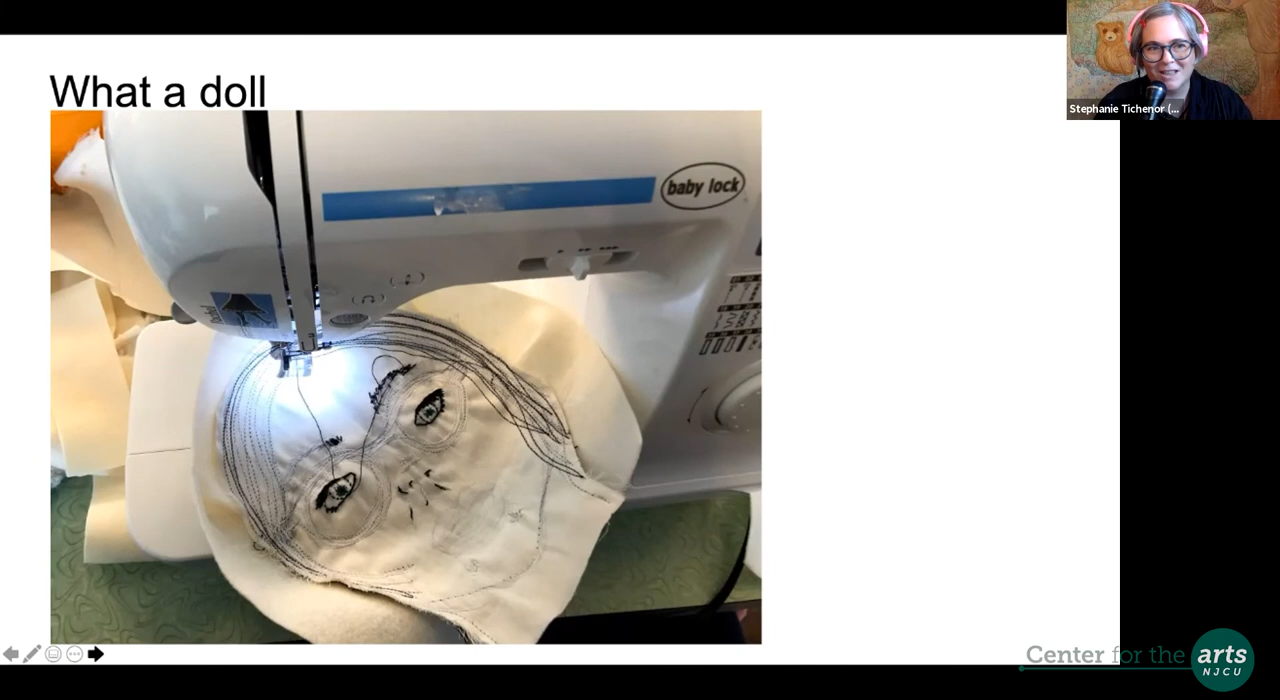 What a doll
Stephanie Tichenor (...
baby lock
Center for the arts
NJCU